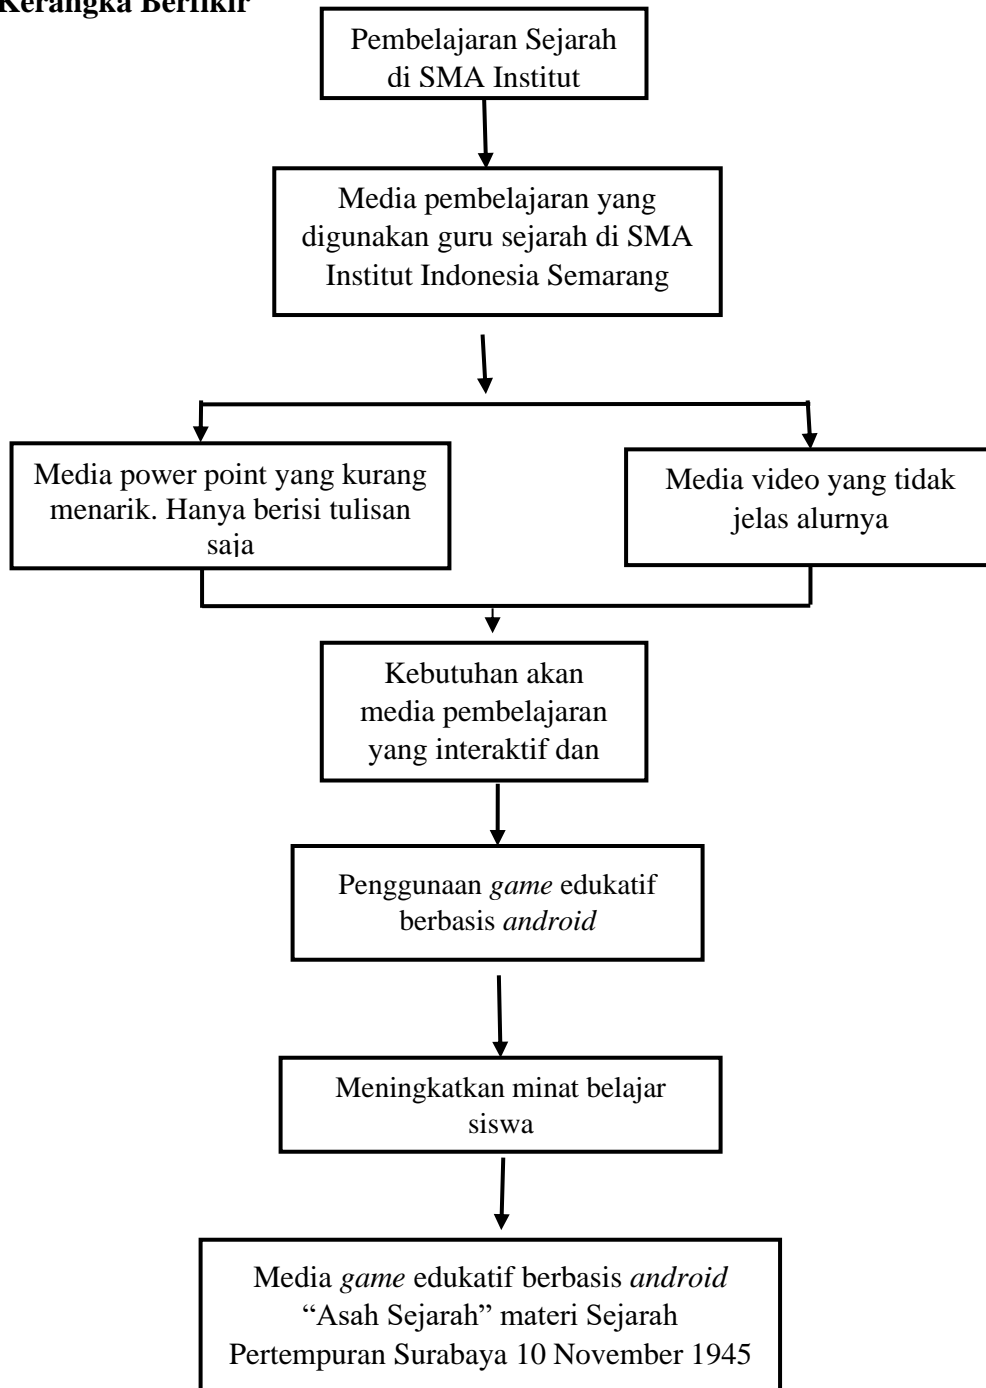 Kerangka Berfikir
Pembelajaran Sejarah
di SMA Institut
Media pembelajaran yang
digunakan guru sejarah di SMA
Institut Indonesia Semarang
Media power point yang kurang
menarik. Hanya berisi tulisan
saja
Media video yang tidak
jelas alurnya
Kebutuhan akan
media pembelajaran
yang interaktif dan
Penggunaan game edukatif
berbasis android
Meningkatkan minat belajar
siswa
Media game edukatif berbasis android
“Asah Sejarah” materi Sejarah
Pertempuran Surabaya 10 November 1945